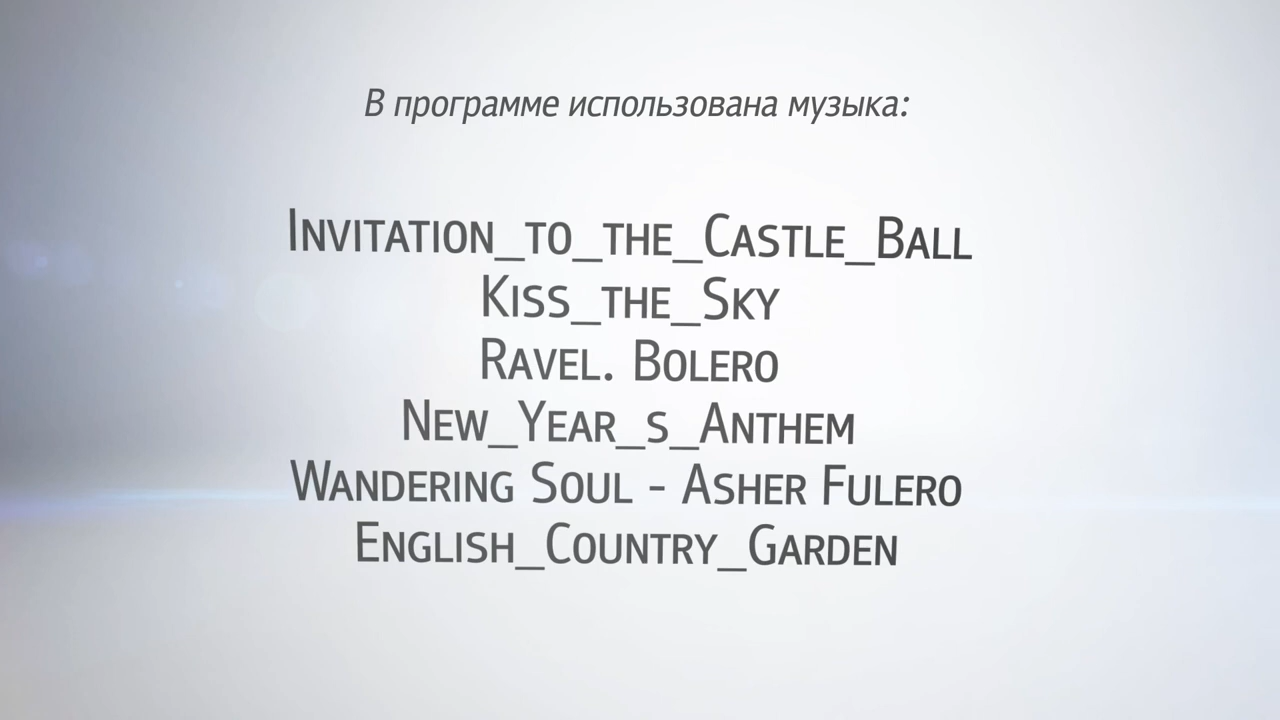 В программе использована музыка:
Invitation_to_the_Castle_Ball
Kiss_the_Sky
Ravel. Bolero
New_Year_s_Anthem
Wandering Soul - Asher Fulero
English_Country_Garden